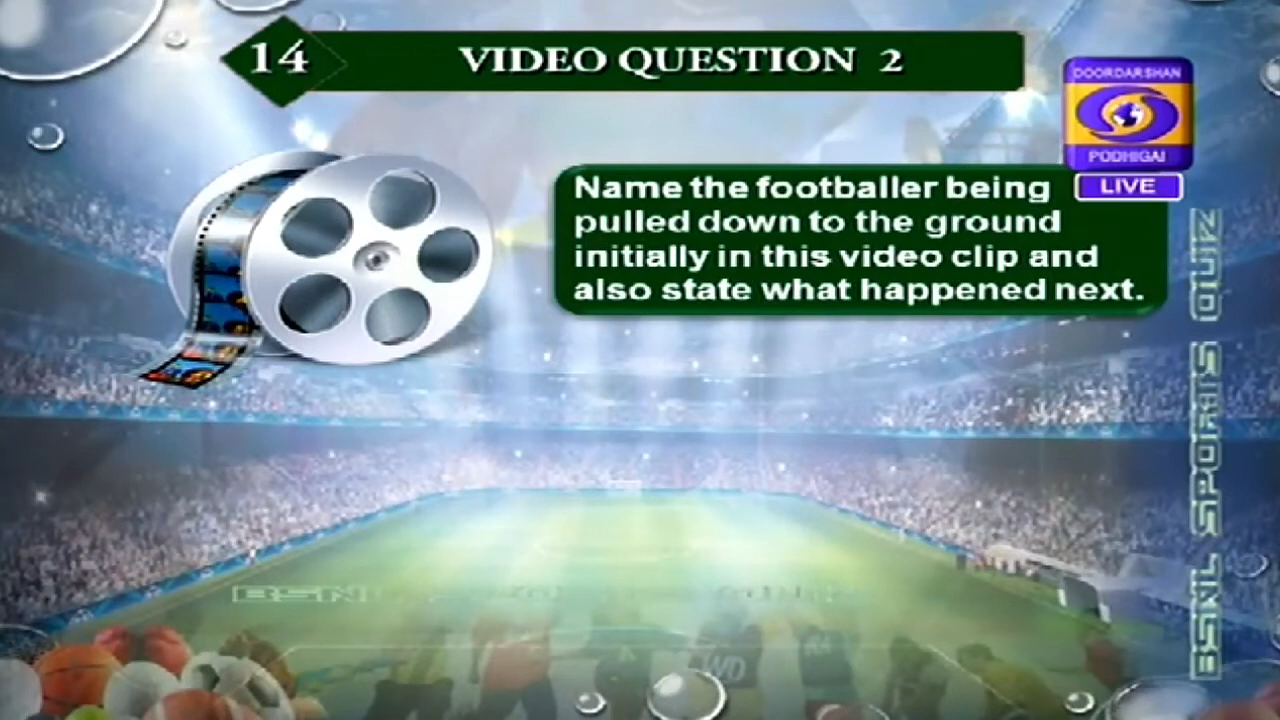 14
VIDEO QUESTION 2
DOORDARSHAN
PODHIGAI
LIVE
Name the footballer being
pulled down to the ground
initially in this video clip and
also state what happened next.
BSNL SPORTS QUIZ
BSNL